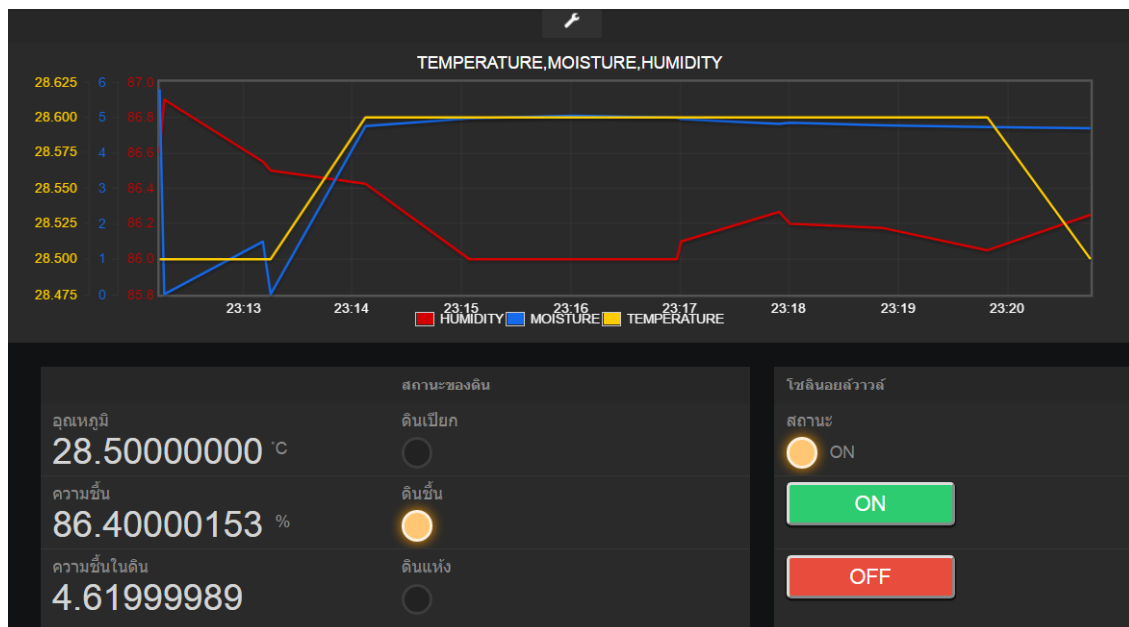 TEMPERATURE,MOISTURE,HUMIDITY
28.625 6 87.0
28.600 5 86.8
28.575 4 86.6
28.550 3 86.4
28.525 2 86.2
28.500 1 86.0
28.475 0 85.8
23:13 23:14 23:15 23:16 23:17 23:18 23:19 23:20
HUMIDITY MOISTURE TEMPERATURE
สถานะของดิน
อุณหภูมิ ดินเปียก
28.50000000 °C
ความชื้น ดินชื้น
86.40000153 %
ความชื้นในดิน ดินแห้ง
4.61999989
โซลินอยล์วาวล์
สถานะ
ON
ON
OFF